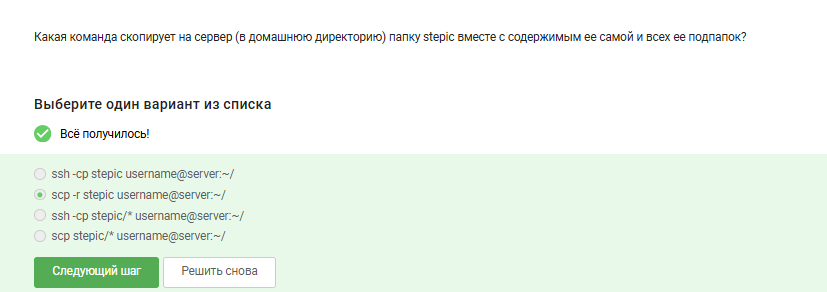 Какая команда скопирует на сервер (в домашнюю директорию) папку stepic вместе с содержимым ее самой и всех ее подпапок?
Выберите один вариант из списка
Всё получилось!
ssh -cp stepic username@server:~/
scp -r stepic username@server:~/
ssh -cp stepic/* username@server:~/
scp stepic/* username@server:~/
Следующий шаг
Решить снова